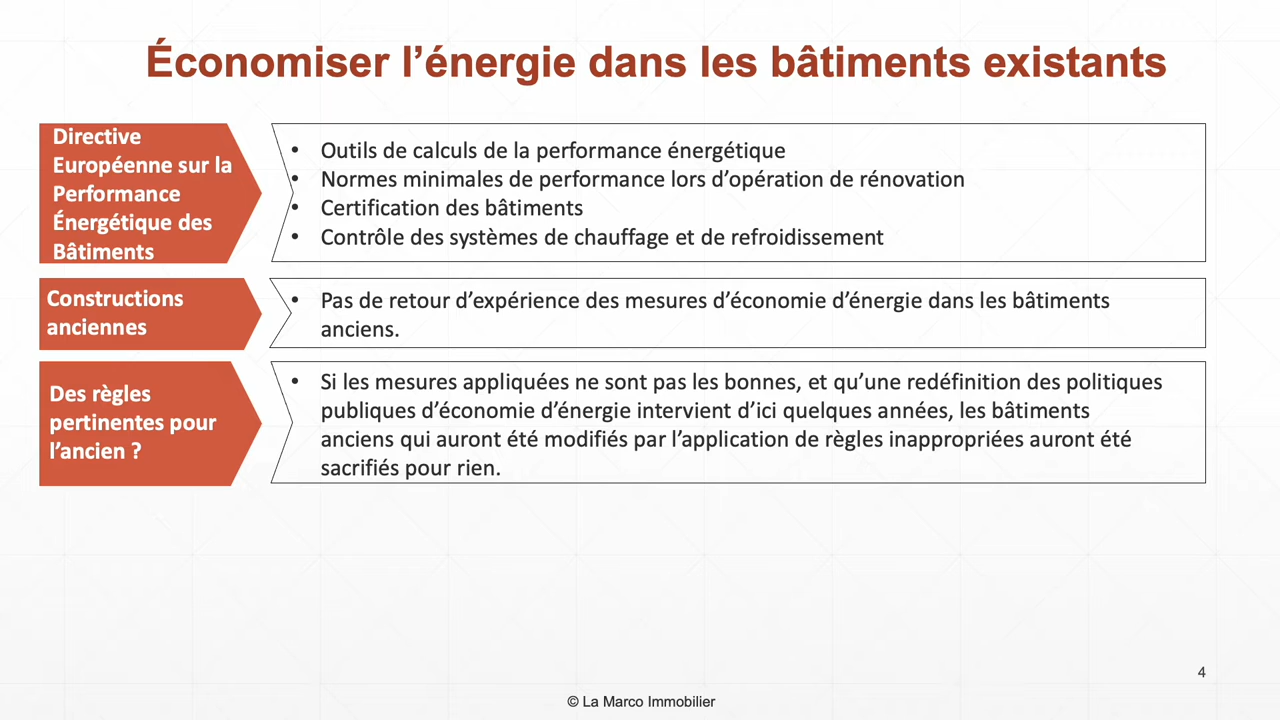 Économiser l’énergie dans les bâtiments existants
Directive
Européenne sur la
Performance
Énergétique des
Bâtiments
• Outils de calculs de la performance énergétique
• Normes minimales de performance lors d’opération de rénovation
• Certification des bâtiments
• Contrôle des systèmes de chauffage et de refroidissement
Constructions
anciennes
• Pas de retour d’expérience des mesures d’économie d’énergie dans les bâtiments
anciens.
Des règles
pertinentes pour
l’ancien ?
• Si les mesures appliquées ne sont pas les bonnes, et qu’une redéfinition des politiques
publiques d’économie d’énergie intervient d’ici quelques années, les bâtiments
anciens qui auront été modifiés par l’application de règles inappropriées auront été
sacrifiés pour rien.
4
© La Marco Immobilier